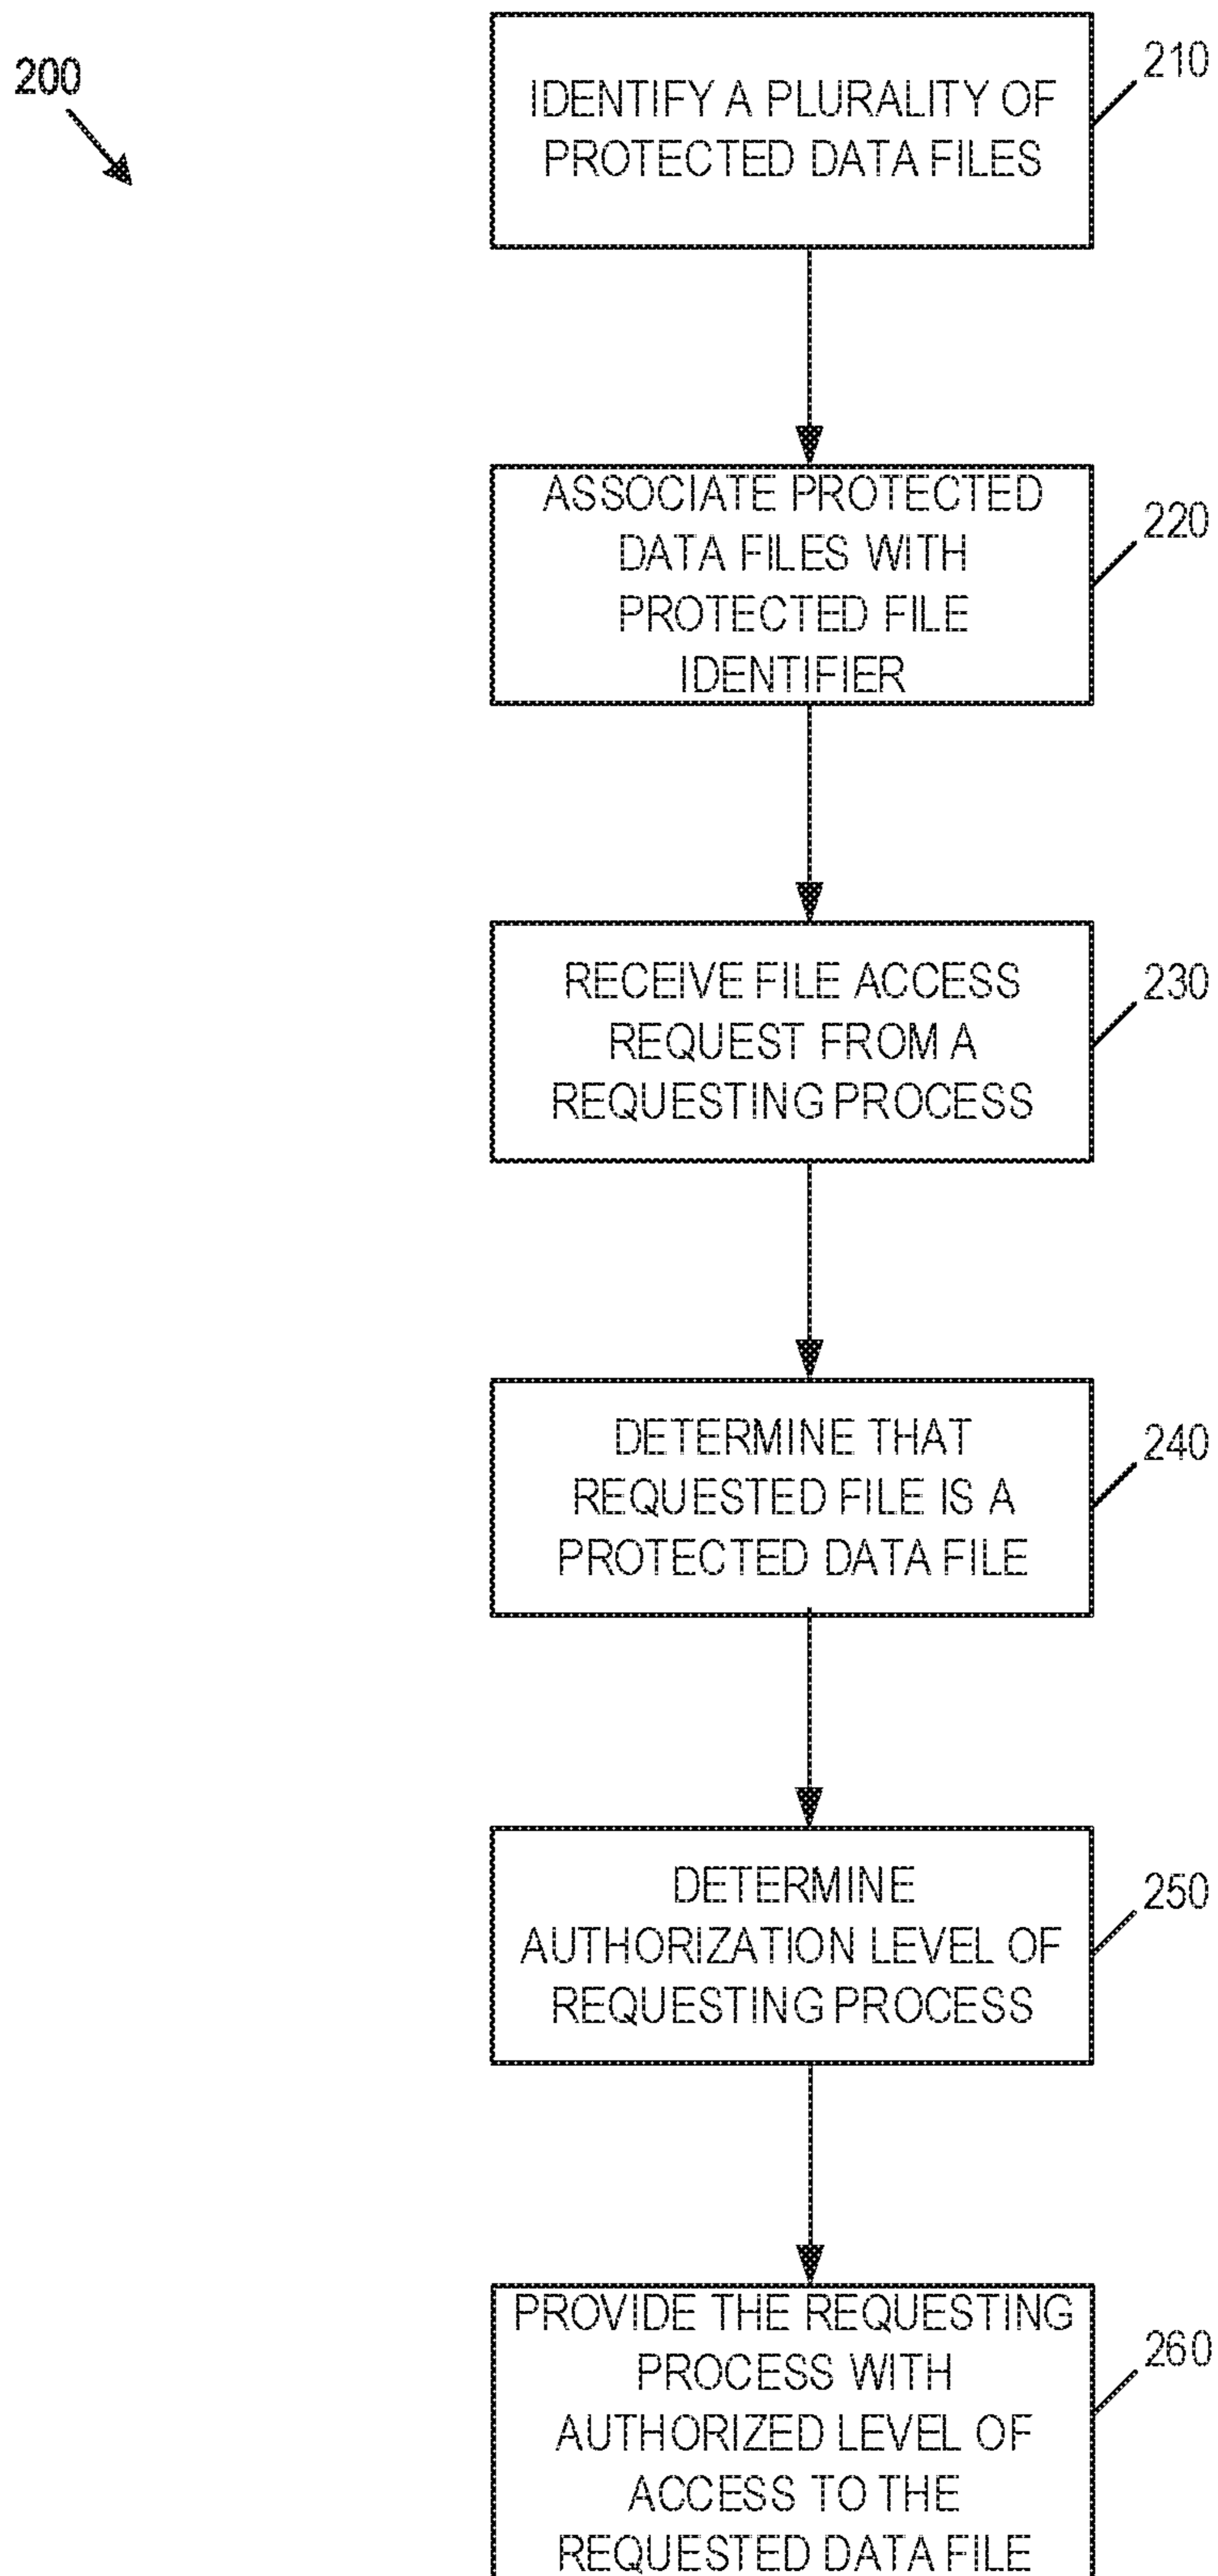 200
IDENTIFY A PLURALITY OF
PROTECTED DATA FILES
210
ASSOCIATE PROTECTED
DATA FILES WITH
PROTECTED FILE
IDENTIFIER
220
RECEIVE FILE ACCESS
REQUEST FROM A
REQUESTING PROCESS
230
DETERMINE THAT
REQUESTED FILE IS A
PROTECTED DATA FILE
240
DETERMINE
AUTHORIZATION LEVEL OF
REQUESTING PROCESS
250
PROVIDE THE REQUESTING
PROCESS WITH
AUTHORIZED LEVEL OF
ACCESS TO THE
REQUESTED DATA FILE
260